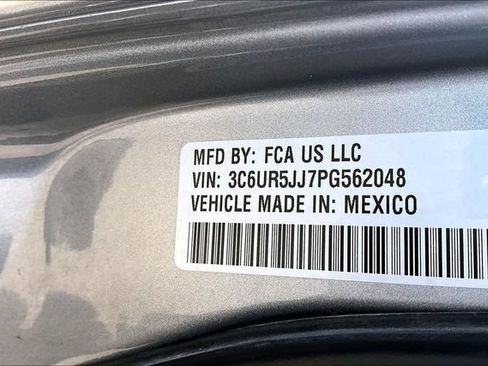 MFD BY: FCA US LLC
VIN: 3C6UR5JJ7PG562048
VEHICLE MADE IN: MEXICO